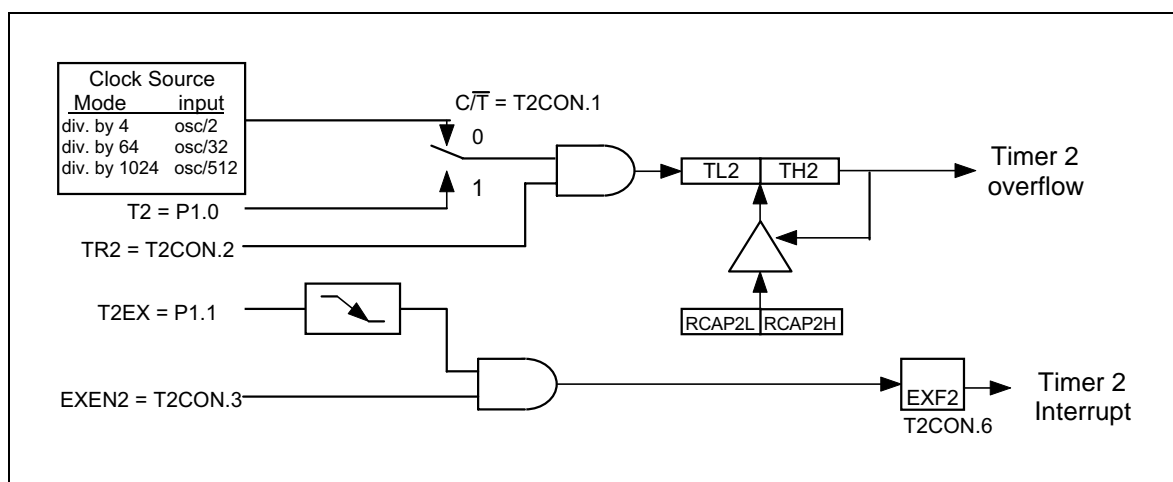 Clock Source
Mode input
div. by 4 osc/2
div. by 64 osc/32
div. by 1024 osc/512
C/T̅ = T2CON.1
0
1
T2 = P1.0
TR2 = T2CON.2
TL2 TH2
Timer 2
overflow
T2EX = P1.1
RCAP2L RCAP2H
EXEN2 = T2CON.3
EXF2
T2CON.6
Timer 2
Interrupt